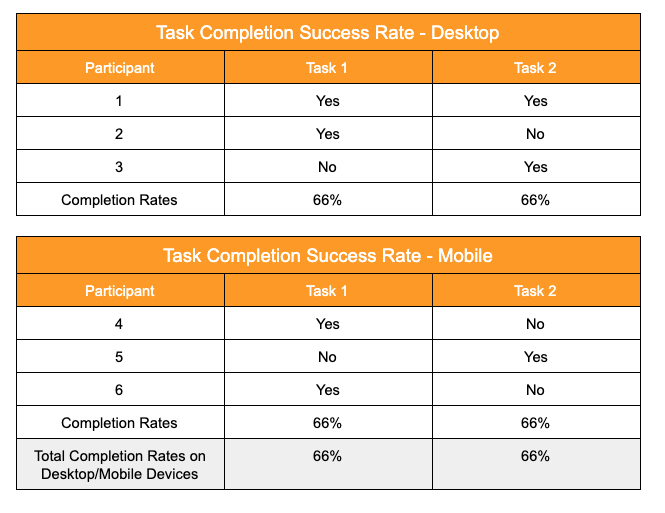 Task Completion Success Rate - Desktop
Participant Task 1 Task 2
1 Yes Yes
2 Yes No
3 No Yes
Completion Rates 66% 66%
Task Completion Success Rate - Mobile
Participant Task 1 Task 2
4 Yes No
5 No Yes
6 Yes No
Completion Rates 66% 66%
Total Completion Rates on 66% 66%
Desktop/Mobile Devices